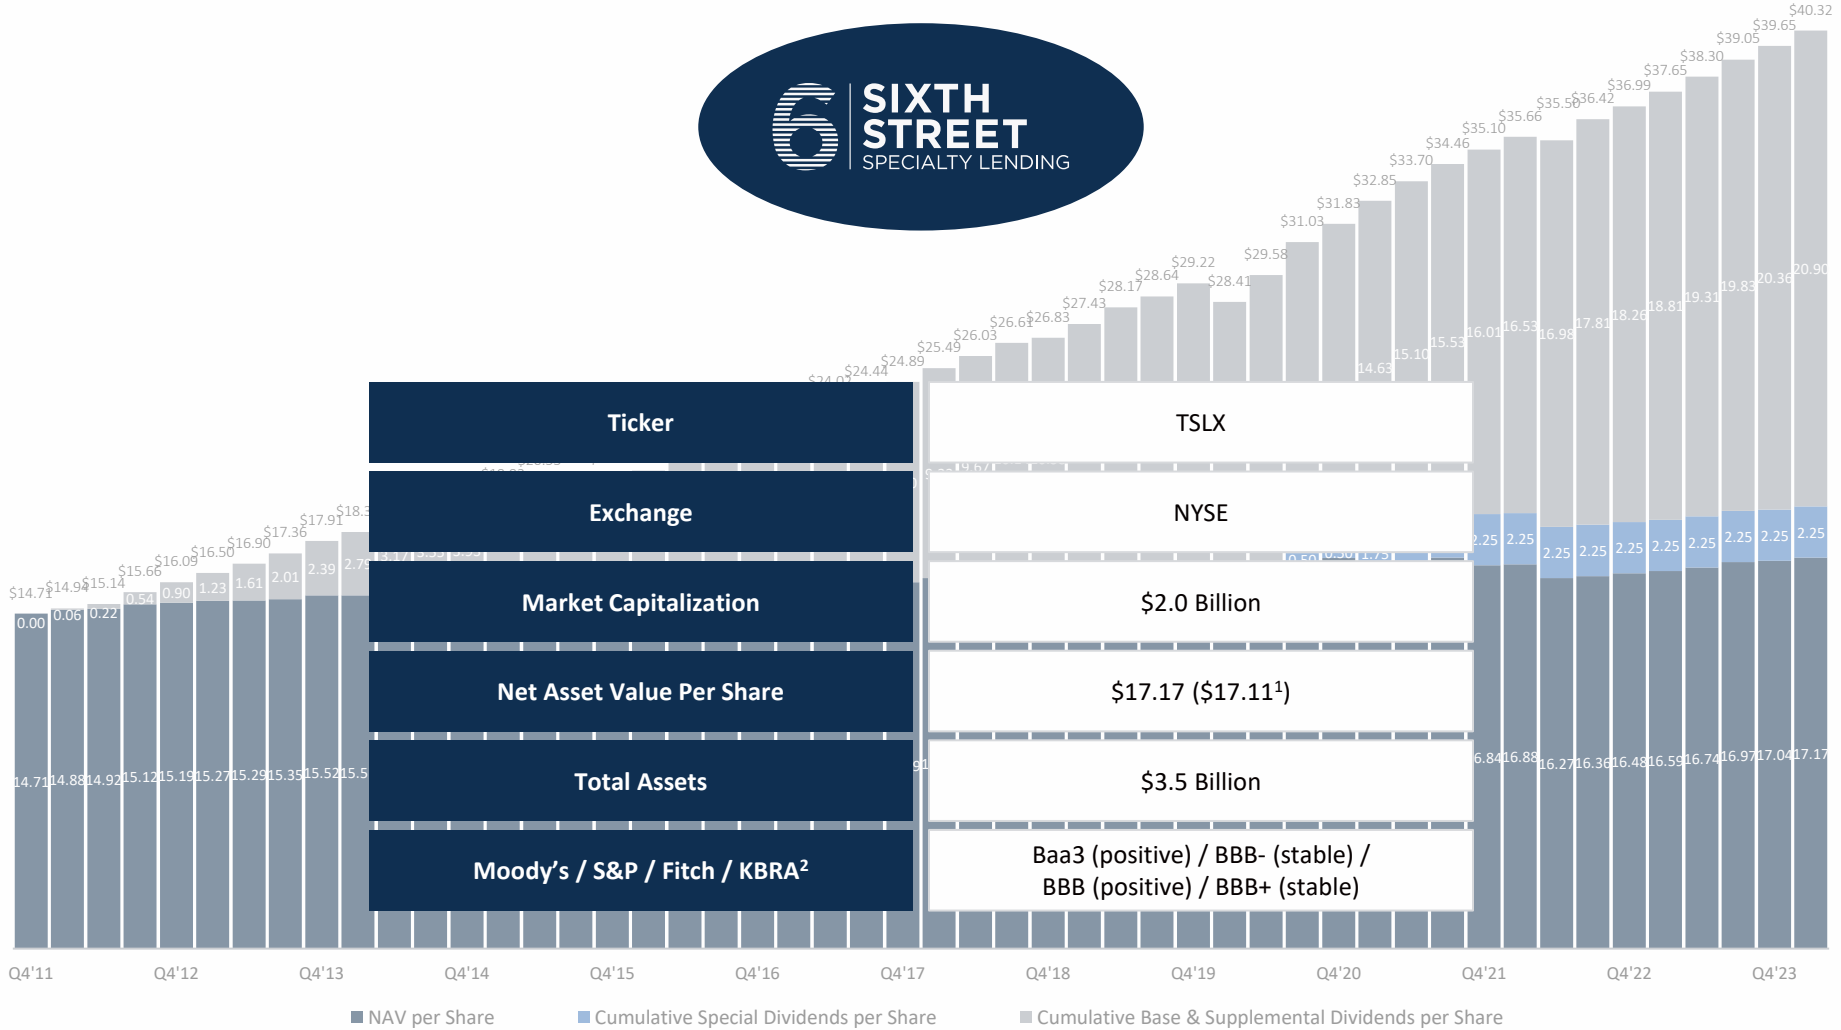 6 | SIXTH
STREET
SPECIALTY LENDING
Ticker TSLX
Exchange NYSE
Market Capitalization $2.0 Billion
Net Asset Value Per Share $17.17 ($17.11¹)
Total Assets $3.5 Billion
Moody’s / S&P / Fitch / KBRA² Baa3 (positive) / BBB- (stable) /
BBB (positive) / BBB+ (stable)
$14.71 $14.94 $15.14 $15.66 $16.09 $16.50 $16.90 $17.36 $17.91
$24.44 $24.89 $25.49 $26.03 $26.61 $26.83 $27.43 $28.17 $28.64 $29.22 $28.41 $29.58 $31.03 $31.83 $32.85 $33.70 $34.46 $35.10 $35.66 $35.50 $36.42 $36.99 $37.65 $38.30 $39.05 $39.65 $40.32
0.00 0.06 0.22 0.54 0.90 1.23 1.61 2.01 2.39 2.79 3.17
14.63 15.10 15.53 16.01 16.53 16.98 17.81 18.26 18.81 19.31 19.83 20.36 20.90
2.25 2.25 2.25 2.25 2.25 2.25 2.25 2.25 2.25 2.25
14.71 14.88 14.92 15.12 15.19 15.27 15.29 15.35 15.52
16.88 16.27 16.36 16.48 16.59 16.74 16.97 17.04 17.17
Q4'11 Q4'12 Q4'13 Q4'14 Q4'15 Q4'16 Q4'17 Q4'18 Q4'19 Q4'20 Q4'21 Q4'22 Q4'23
NAV per Share Cumulative Special Dividends per Share Cumulative Base & Supplemental Dividends per Share